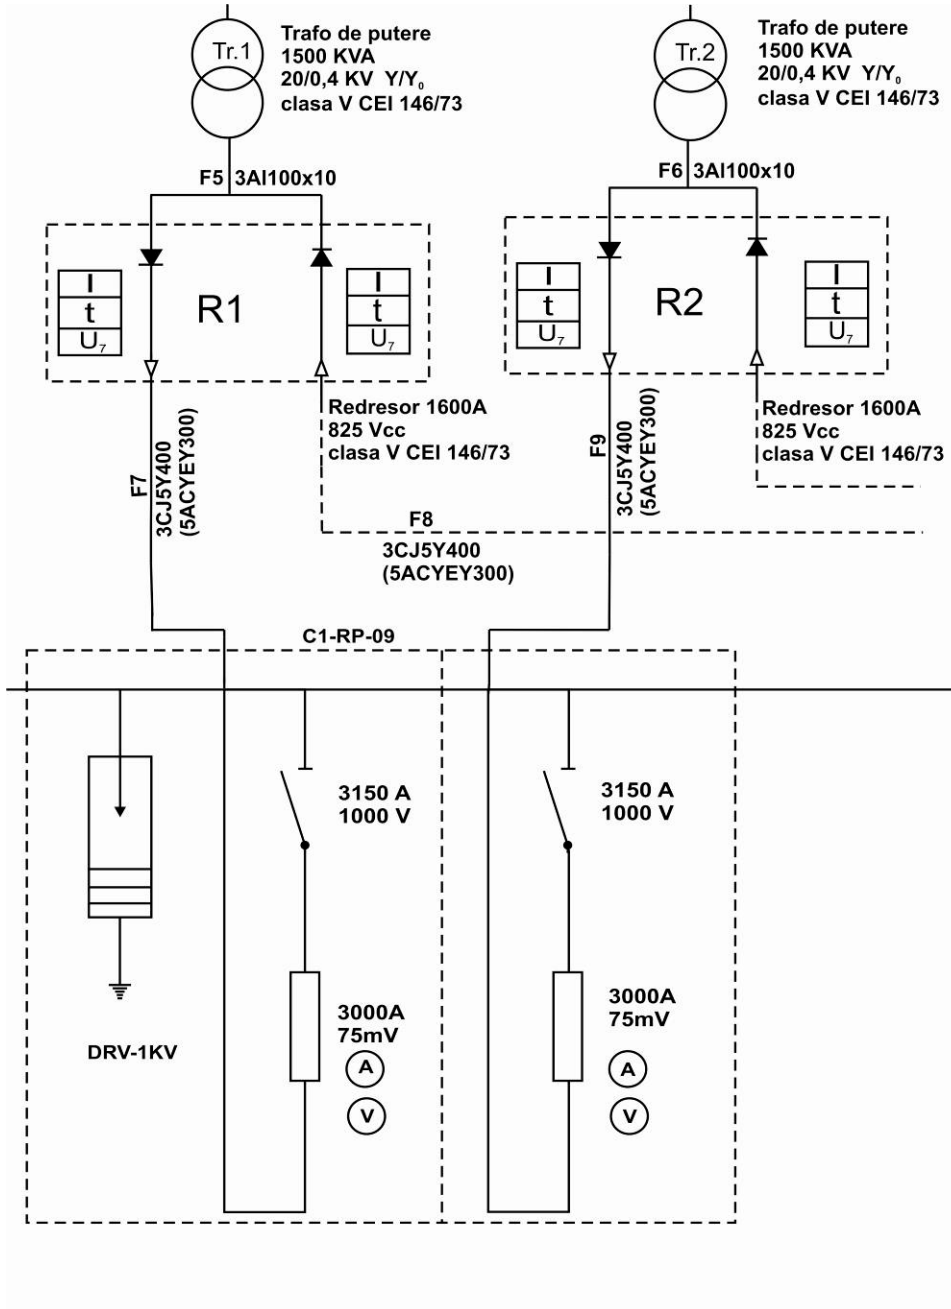 Tr.1
Trafo de putere
1500 KVA
20/0,4 KV Y/Y₀
clasa V CEI 146/73
Tr.2
Trafo de putere
1500 KVA
20/0,4 KV Y/Y₀
clasa V CEI 146/73
F5
3Al100x10
F6
3Al100x10
I
t
U₇
R1
I
t
U₇
I
t
U₇
R2
I
t
U₇
Redresor 1600A
825 Vcc
clasa V CEI 146/73
Redresor 1600A
825 Vcc
clasa V CEI 146/73
F7
3CJ5Y400
(5ACYEY300)
F9
3CJ5Y400
(5ACYEY300)
F8
3CJ5Y400
(5ACYEY300)
C1-RP-09
3150 A
1000 V
3150 A
1000 V
3000A
75mV
A
V
3000A
75mV
A
V
DRV-1KV